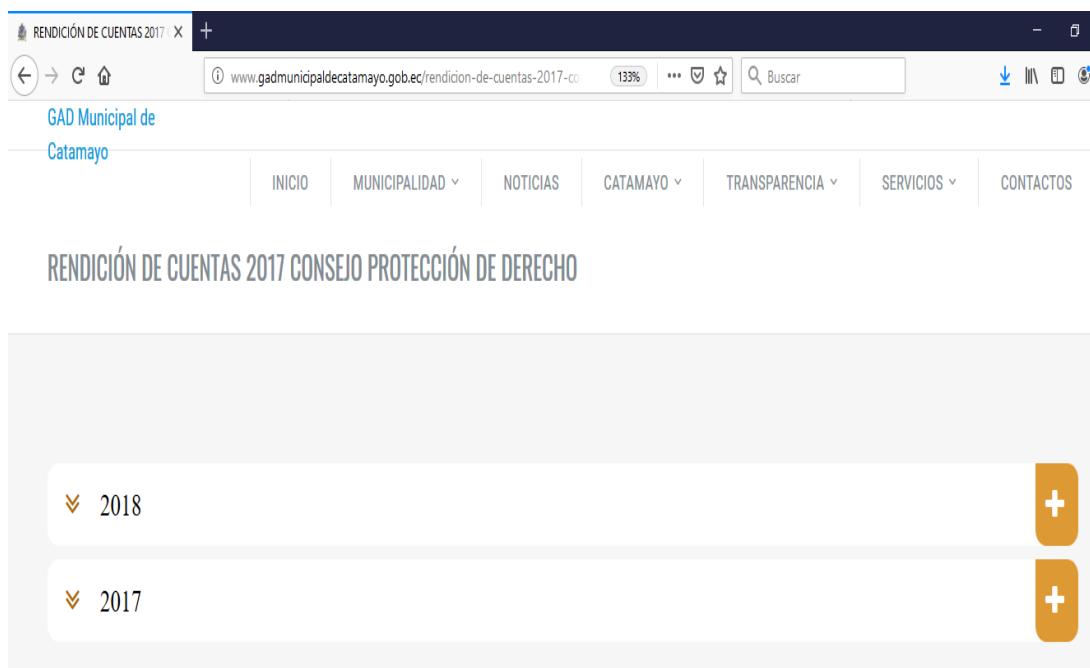 RENDICIÓN DE CUENTAS 2017
www.gadmunicipaldecatamayo.gob.ec/rendicion-de-cuentas-2017-co
133%
Buscar
GAD Municipal de
Catamayo
INICIO MUNICIPALIDAD NOTICIAS CATAMAYO TRANSPARENCIA SERVICIOS CONTACTOS
RENDICIÓN DE CUENTAS 2017 CONSEJO PROTECCIÓN DE DERECHO
2018
2017